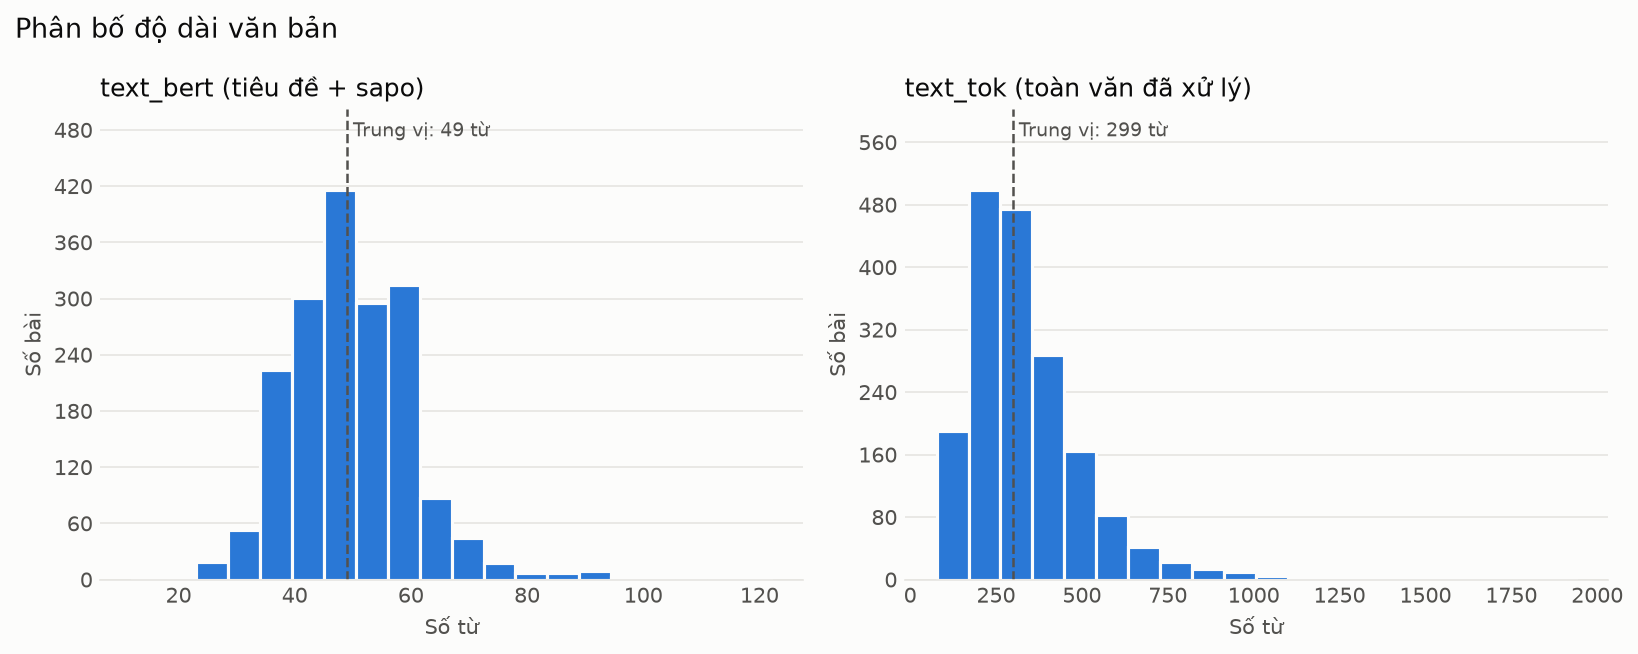 Phân bố độ dài văn bản
text_bert (tiêu đề + sapo)
Trung vị: 49 từ
480
420
360
300
240
180
120
60
0
Số bài
20 40 60 80 100 120
Số từ
text_tok (toàn văn đã xử lý)
Trung vị: 299 từ
560
480
400
320
240
160
80
0
Số bài
0 250 500 750 1000 1250 1500 1750 2000
Số từ